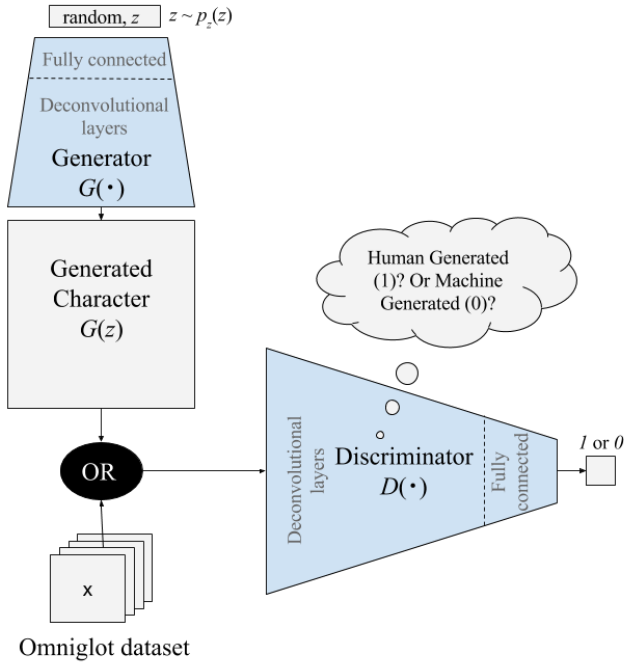 random, z
z ~ p_z(z)
Fully connected
Deconvolutional
layers
Generator
G(·)
Generated
Character
G(z)
Human Generated
(1)? Or Machine
Generated (0)?
OR
Deconvolutional
layers
Discriminator
D(·)
Fully
connected
1 or 0
x
Omniglot dataset